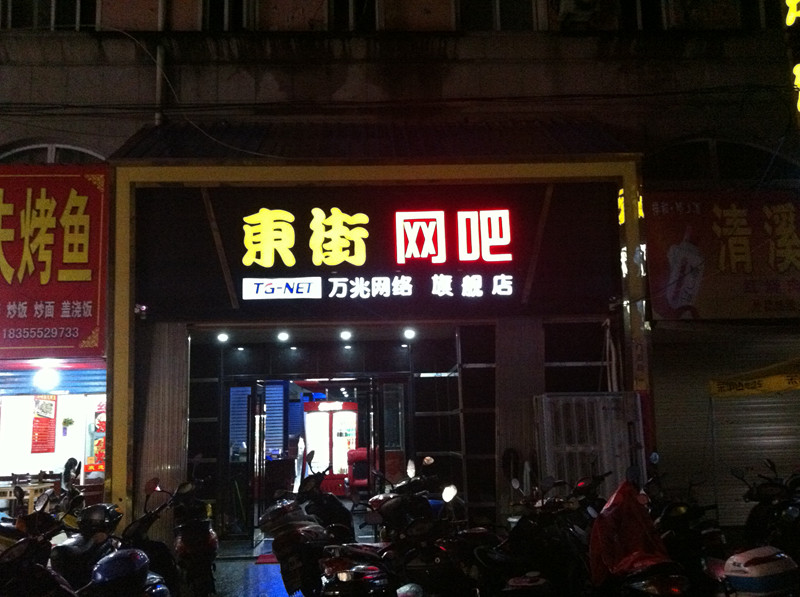 東街 网吧
TG-NET 万兆网络 旗舰店
夫烤鱼
炒饭 炒面 盖浇饭
18355529733
清溪